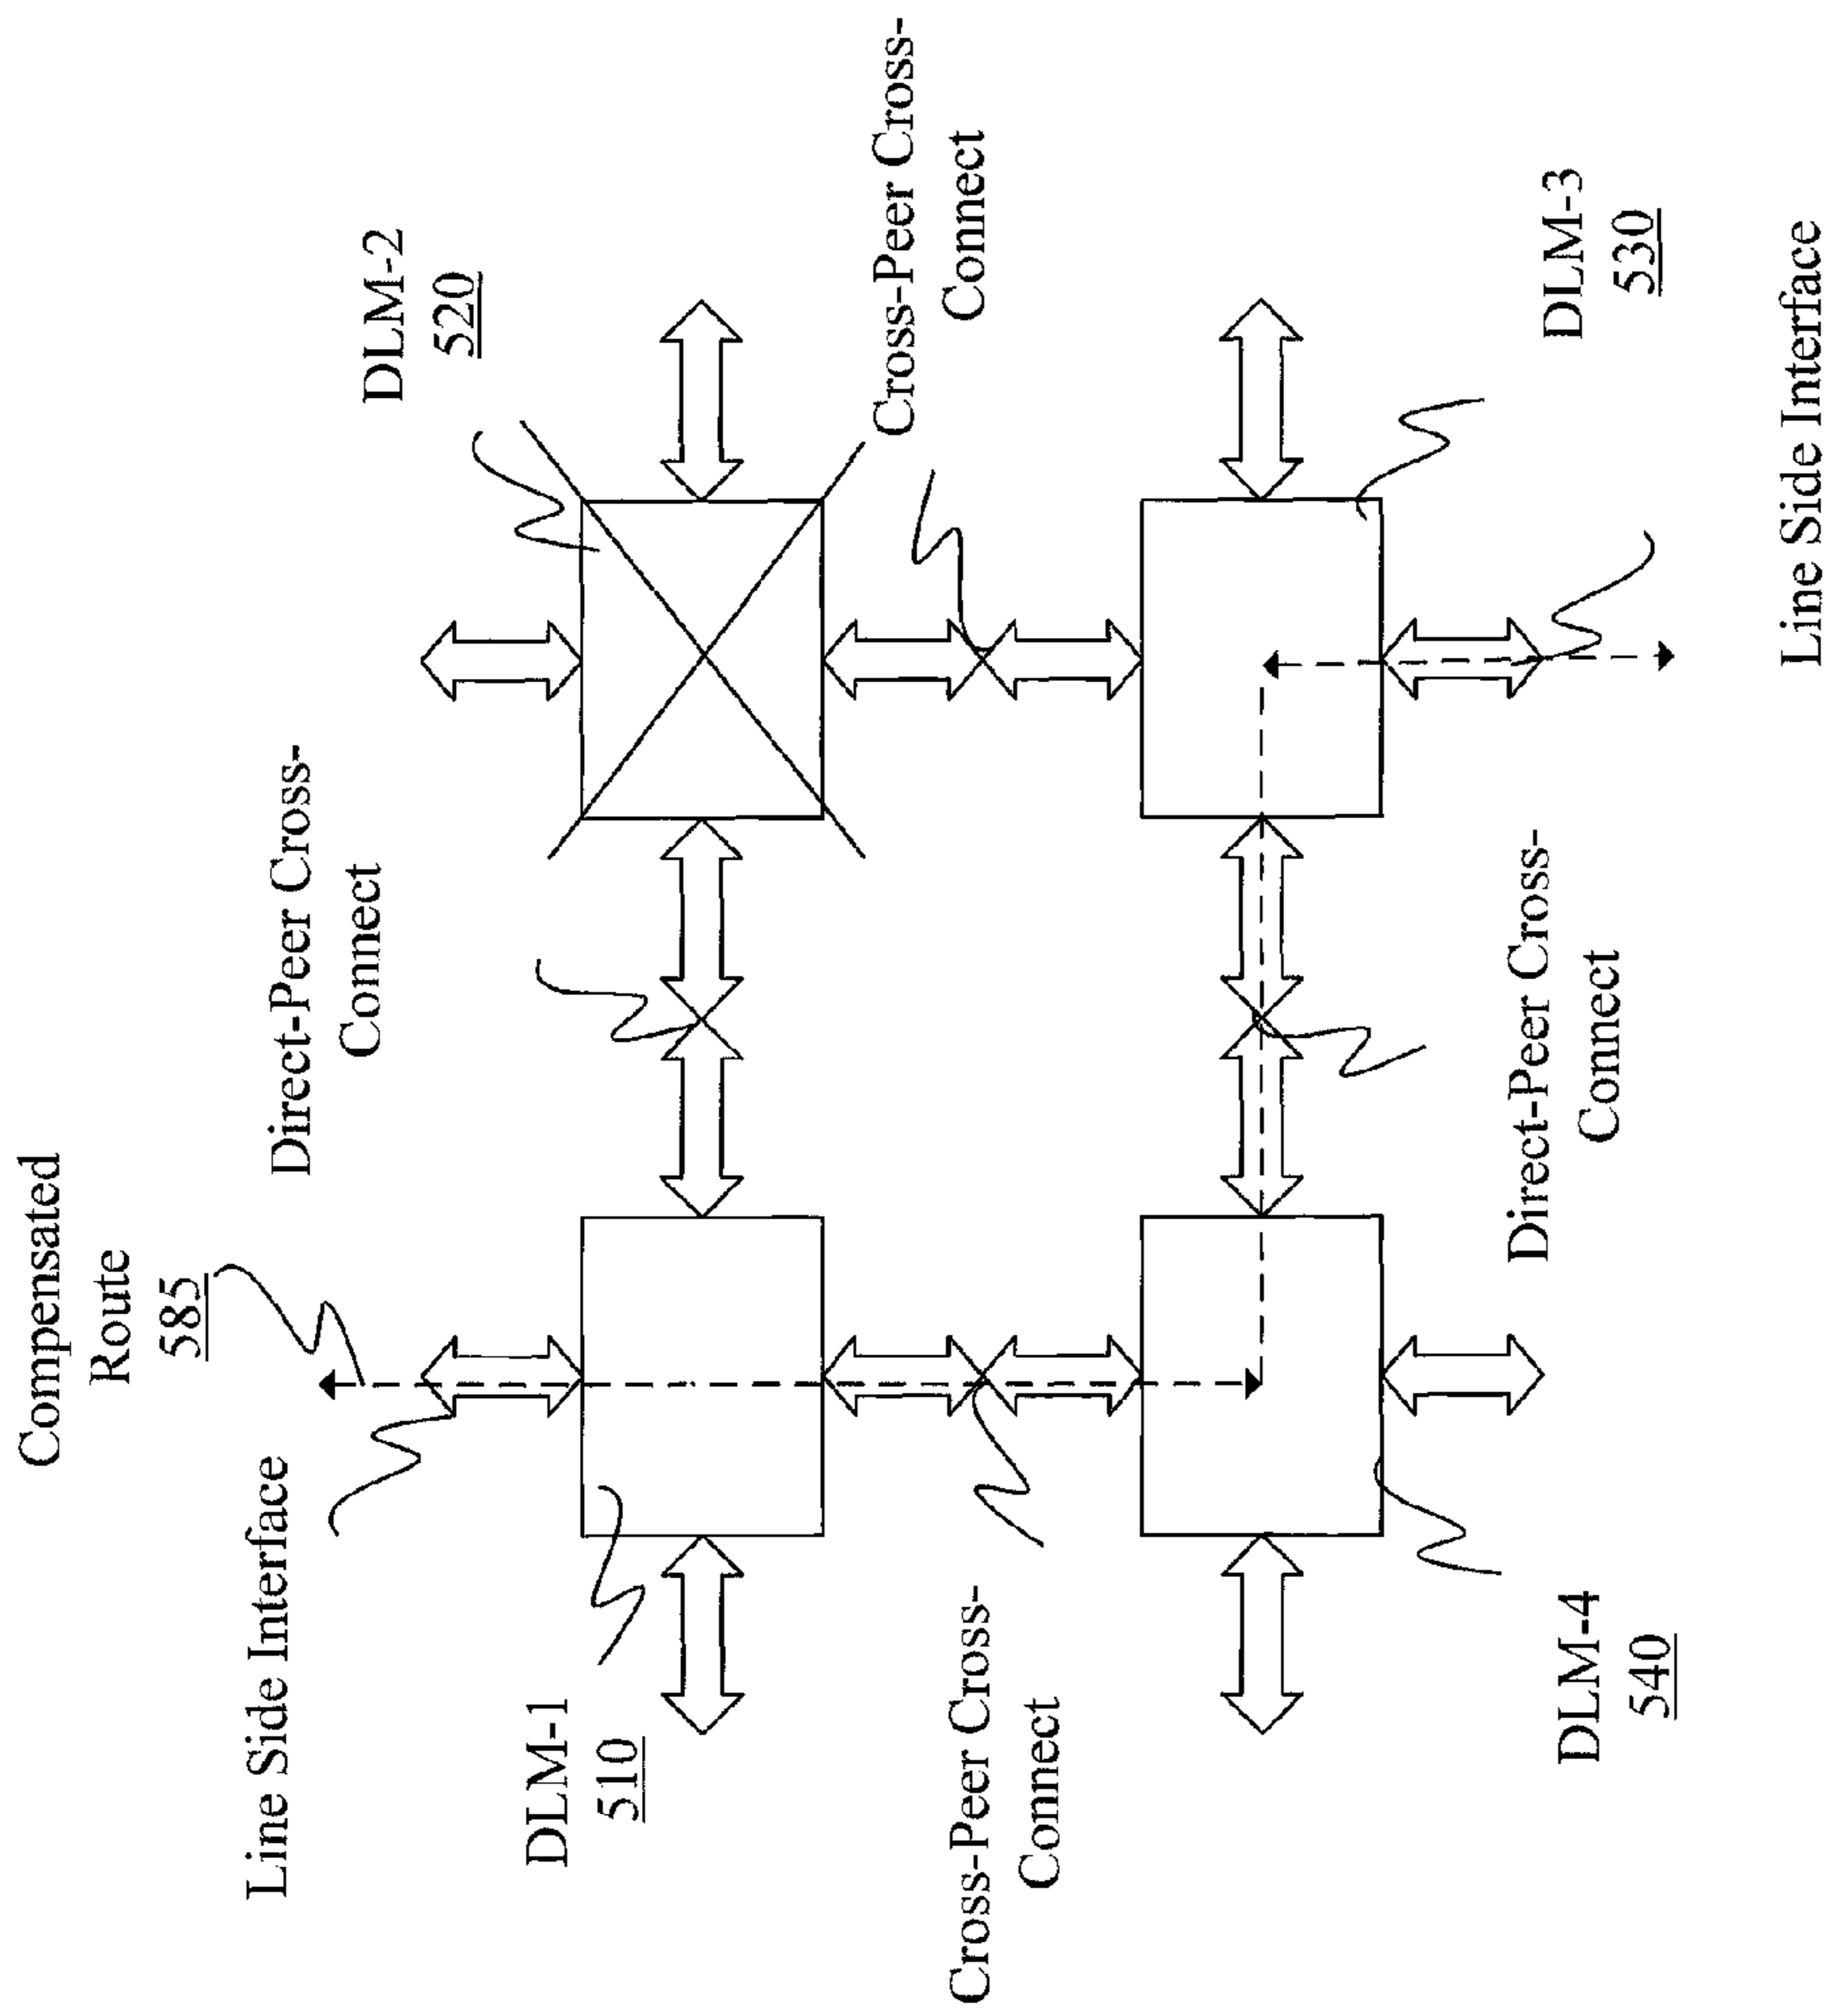 Compensated
Route
585
Line Side Interface
Direct-Peer Cross-
Connect
DLM-2
520
DLM-1
510
Cross-Peer Cross-
Connect
Cross-Peer Cross-
Connect
DLM-4
540
Direct-Peer Cross-
Connect
DLM-3
530
Line Side Interface